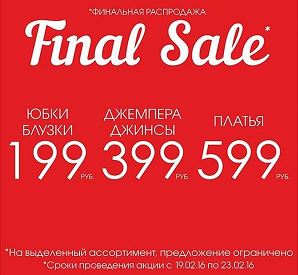 *ФИНАЛЬНАЯ РАСПРОДАЖА
Final Sale*
ЮБКИ
БЛУЗКИ
199 РУБ.
ДЖЕМПЕРА
ДЖИНСЫ
399 РУБ.
ПЛАТЬЯ
599 РУБ.
*На выделенный ассортимент, предложение ограничено
*Сроки проведения акции с 19.02.16 по 23.02.16